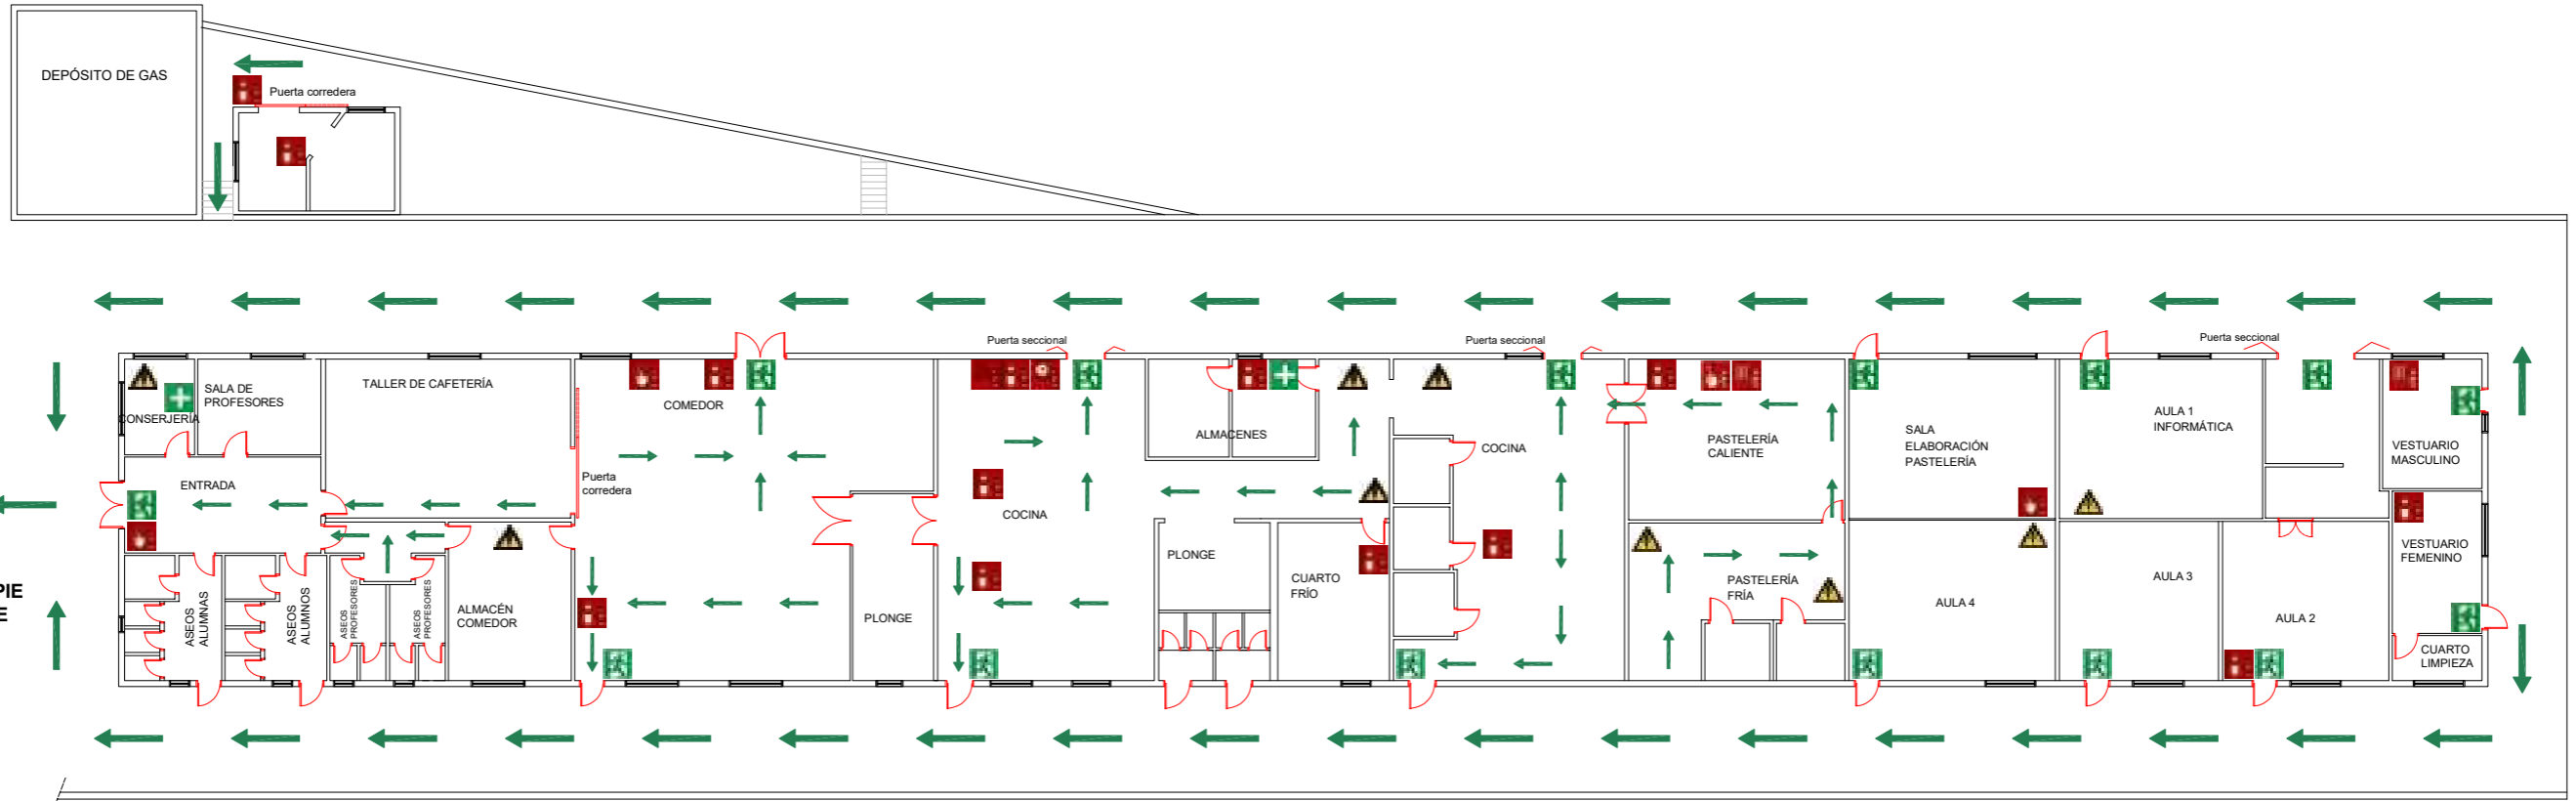 DEPÓSITO DE GAS
Puerta corredera
Puerta seccional
Puerta seccional
Puerta seccional
CONSERJERÍA
SALA DE
PROFESORES
TALLER DE CAFETERÍA
COMEDOR
Puerta
corredera
ENTRADA
ASEOS
ALUMNAS
ASEOS
ALUMNOS
ASEOS
PROFESORES
ASEOS
PROFESORES
ALMACÉN
COMEDOR
PLONGE
COCINA
ALMACENES
PLONGE
CUARTO
FRÍO
COCINA
PASTELERÍA
CALIENTE
PASTELERÍA
FRÍA
SALA
ELABORACIÓN
PASTELERÍA
AULA 4
AULA 1
INFORMÁTICA
AULA 3
AULA 2
VESTUARIO
MASCULINO
VESTUARIO
FEMENINO
CUARTO
LIMPIEZA
PIE
E